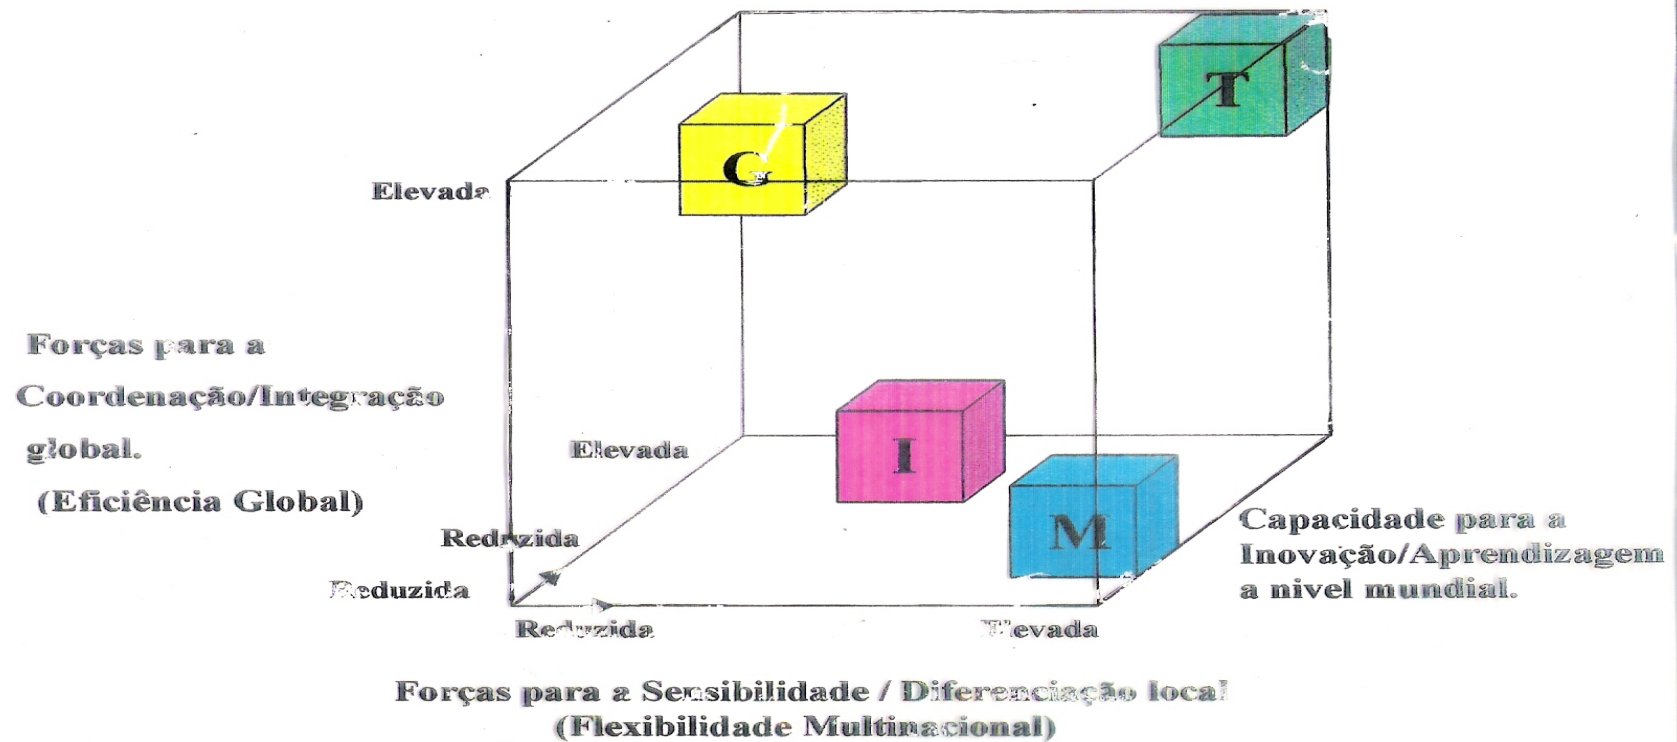 T
G
Elevada
Forças para a
Coordenação/Integração
global.
(Eficiência Global)
Elevada
I
Reduzida
M
Capacidade para a
Inovação/Aprendizagem
a nivel mundial.
Reduzida
Reduzida
Elevada
Forças para a Sensibilidade / Diferenciação local
(Flexibilidade Multinacional)